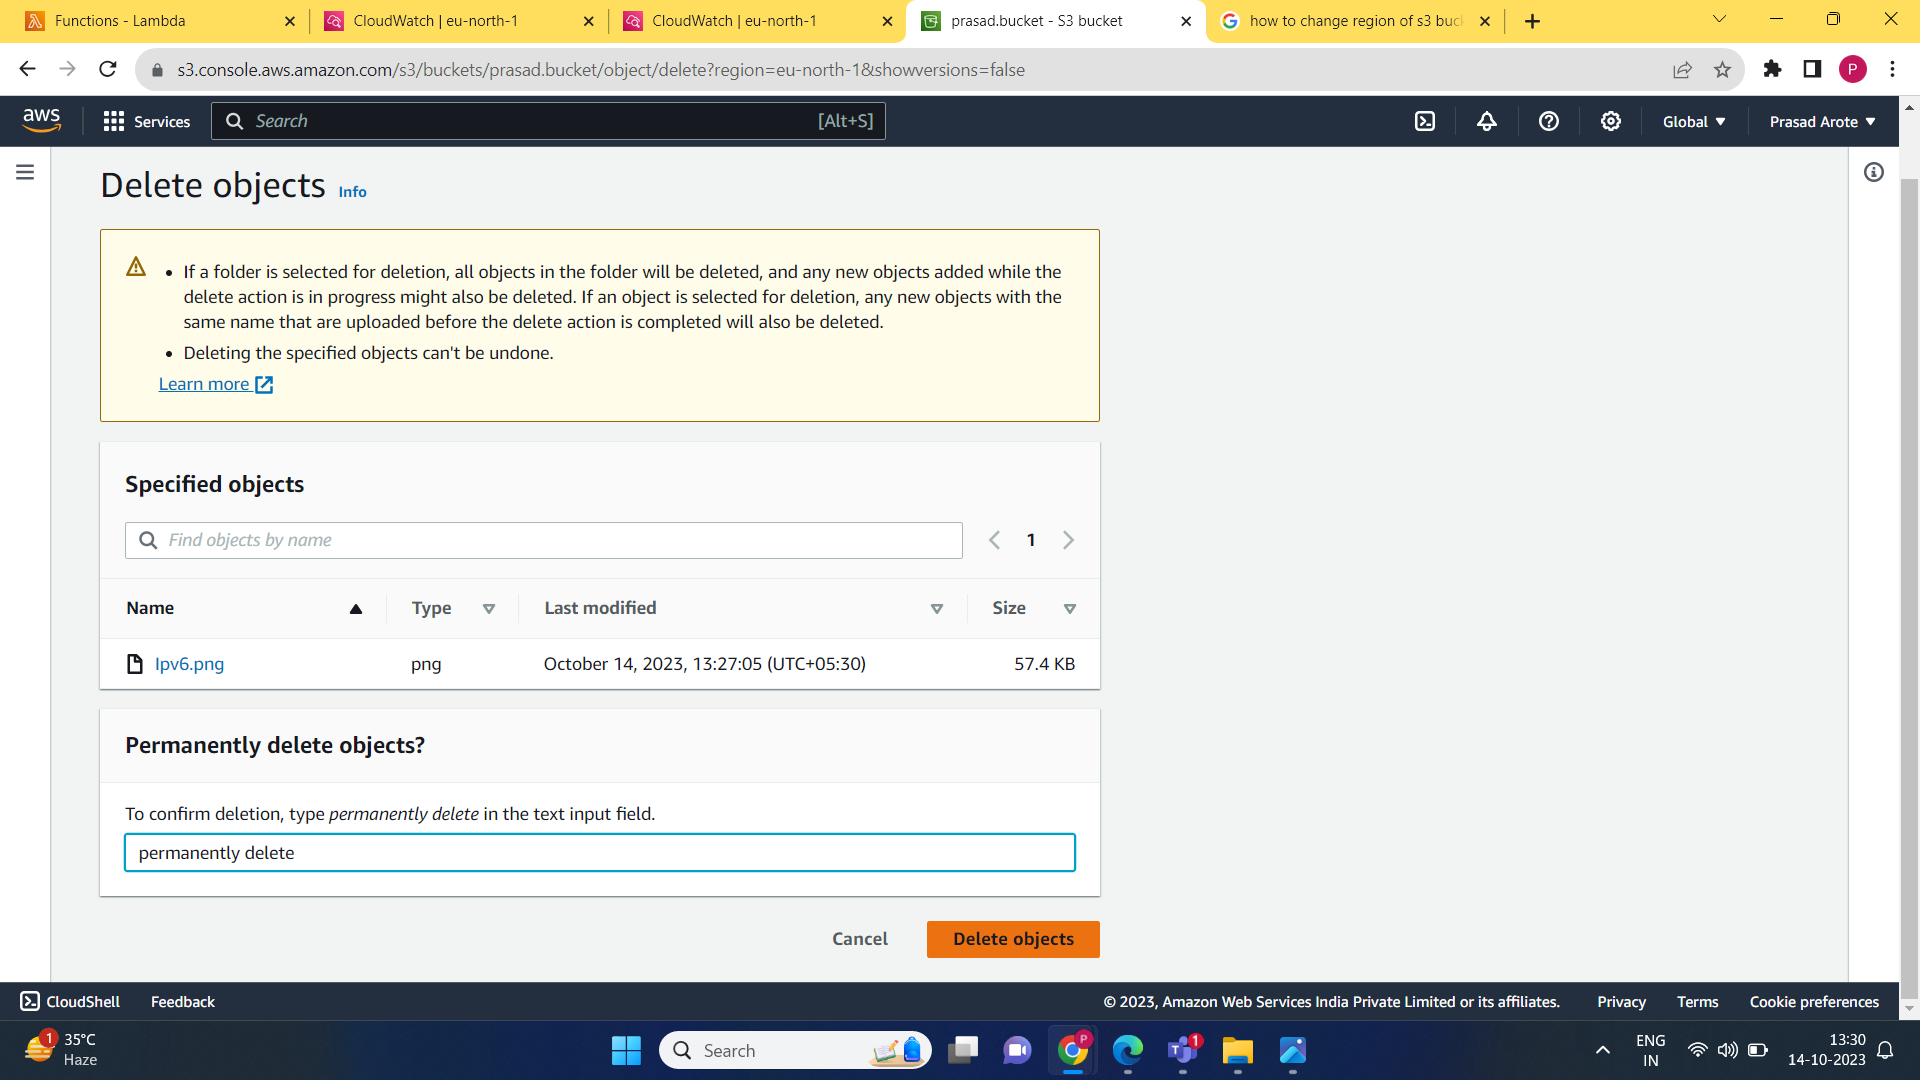 Functions - Lambda
CloudWatch | eu-north-1
CloudWatch | eu-north-1
prasad.bucket - S3 bucket
how to change region of s3 buc
s3.console.aws.amazon.com/s3/buckets/prasad.bucket/object/delete?region=eu-north-1&showversions=false
P
aws
Services
Search
[Alt+S]
Global
Prasad Arote
Delete objects Info
If a folder is selected for deletion, all objects in the folder will be deleted, and any new objects added while the
delete action is in progress might also be deleted. If an object is selected for deletion, any new objects with the
same name that are uploaded before the delete action is completed will also be deleted.
Deleting the specified objects can't be undone.
Learn more
Specified objects
Find objects by name
1
Name Type Last modified Size
Ipv6.png png October 14, 2023, 13:27:05 (UTC+05:30) 57.4 KB
Permanently delete objects?
To confirm deletion, type permanently delete in the text input field.
permanently delete
Cancel Delete objects
CloudShell Feedback © 2023, Amazon Web Services India Private Limited or its affiliates. Privacy Terms Cookie preferences
1
35°C
Haze
Search
P
1
ENG
IN
13:30
14-10-2023